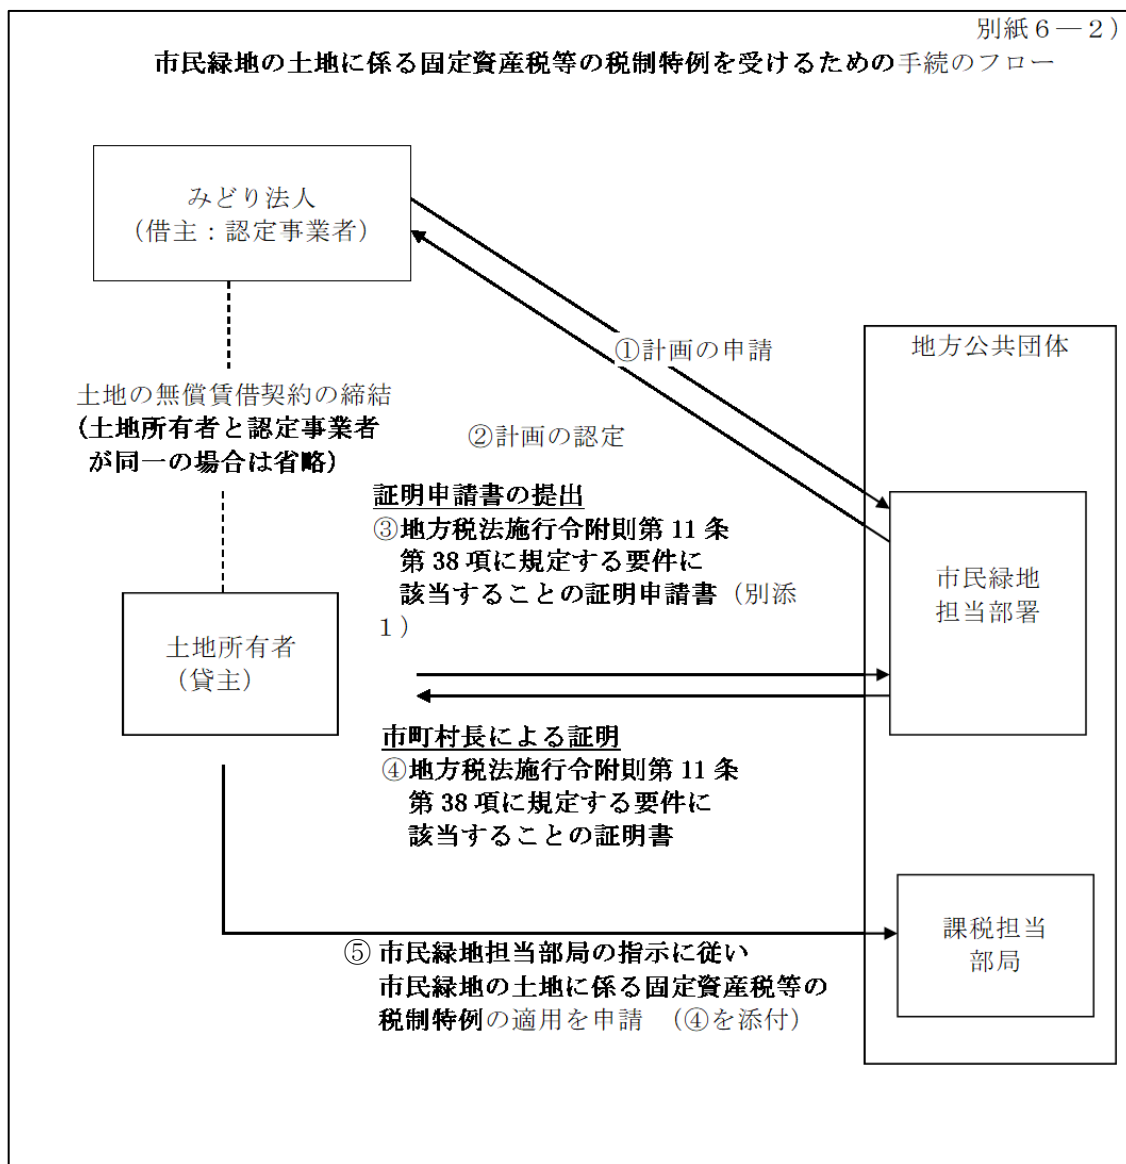 別紙6―2）
市民緑地の土地に係る固定資産税等の税制特例を受けるための手続のフロー
みどり法人
（借主：認定事業者）
①計画の申請
地方公共団体
土地の無償賃借契約の締結
（土地所有者と認定事業者
が同一の場合は省略）
②計画の認定
証明申請書の提出
③地方税法施行令附則第 11 条
第 38 項に規定する要件に
該当することの証明申請書（別添
１）
市民緑地
担当部署
土地所有者
（貸主）
市町村長による証明
④地方税法施行令附則第 11 条
第 38 項に規定する要件に
該当することの証明書
課税担当
部局
⑤ 市民緑地担当部局の指示に従い
市民緑地の土地に係る固定資産税等の
税制特例の適用を申請　（④を添付）